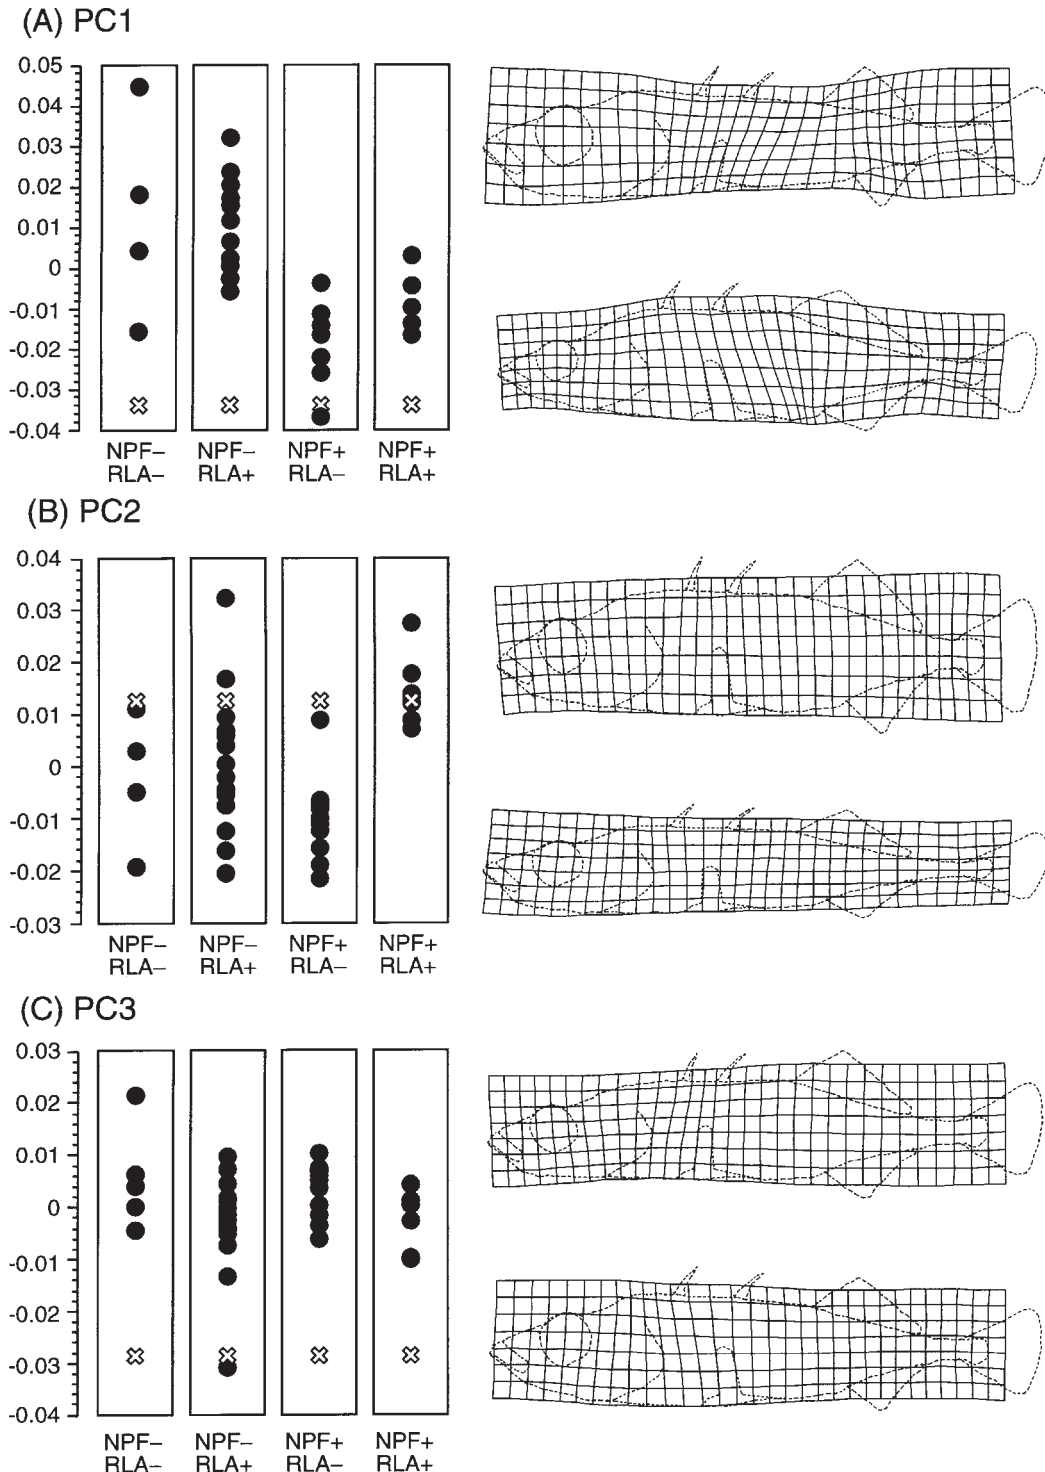 (A) PC1
0.05
0.04
0.03
0.02
0.01
0
-0.01
-0.02
-0.03
-0.04
NPF– NPF– NPF+ NPF+
RLA– RLA+ RLA– RLA+
(B) PC2
0.04
0.03
0.02
0.01
0
-0.01
-0.02
-0.03
NPF– NPF– NPF+ NPF+
RLA– RLA+ RLA– RLA+
(C) PC3
0.03
0.02
0.01
0
-0.01
-0.02
-0.03
-0.04
NPF– NPF– NPF+ NPF+
RLA– RLA+ RLA– RLA+